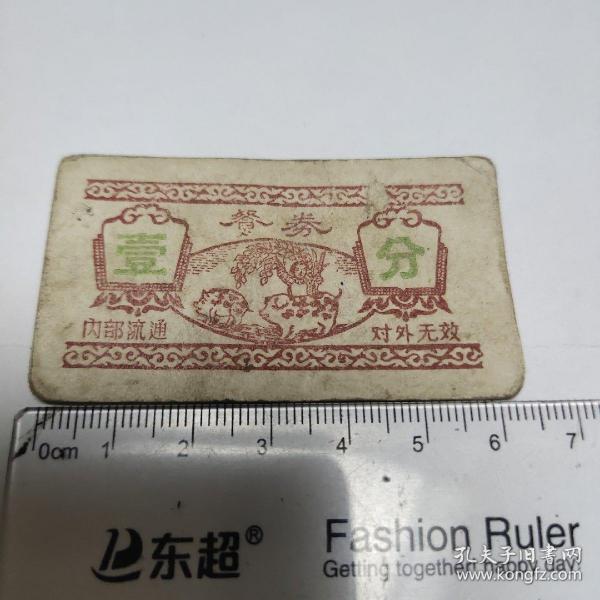 餐券
壹 分
内部流通 对外无效
0cm 1 2 3 4 5 6 7
东超® Fashion Ruler
Getting together happy day.
孔夫子旧书网
www.kongfz.com